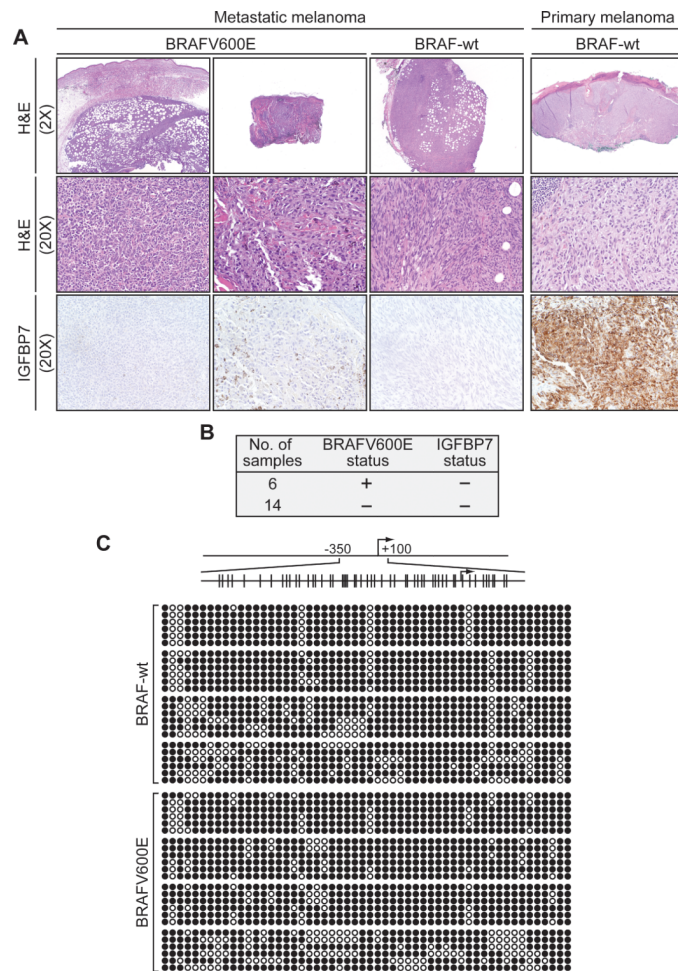 Metastatic melanoma
Primary melanoma
A
BRAFV600E
BRAF-wt
BRAF-wt
H&E
(2X)
H&E
(20X)
IGFBP7
(20X)
B
No. of samples
BRAFV600E status
IGFBP7 status
6 + −
14 − −
C
-350
+100
BRAF-wt
BRAFV600E